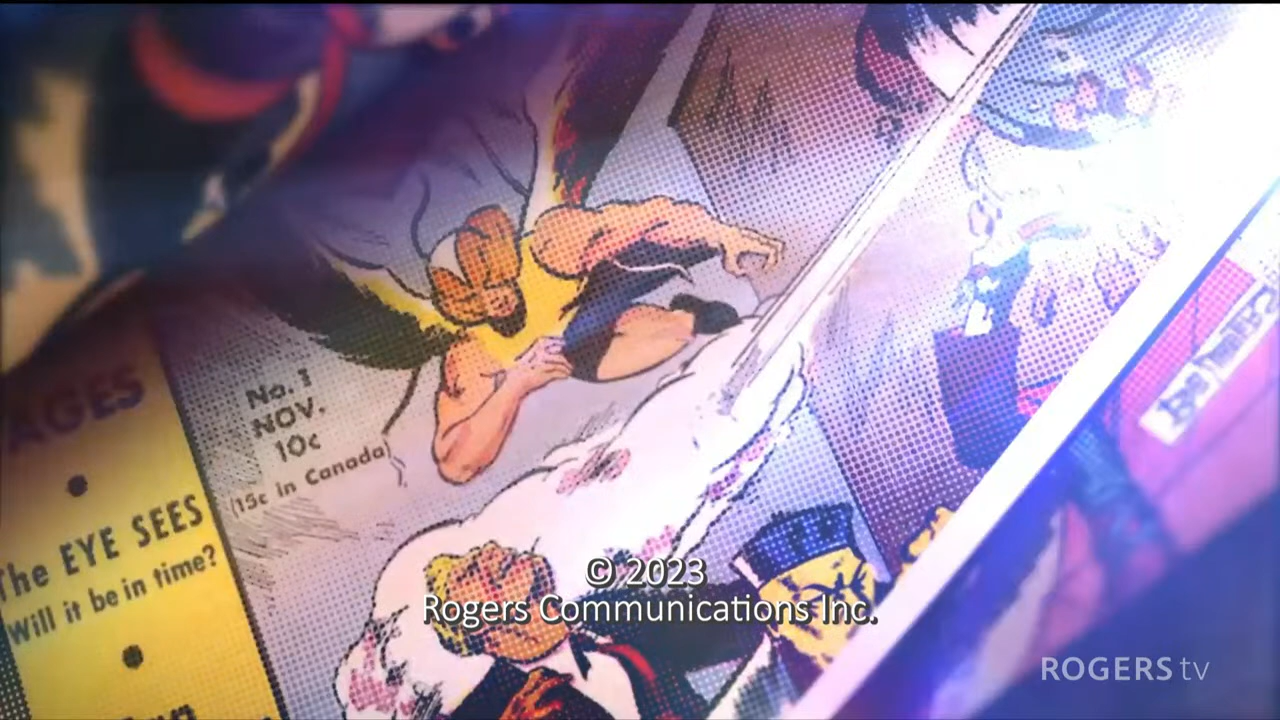 No. 1
NOV.
10c
(15c in Canada)
AGES
The EYE SEES
Will it be in time?
© 2023
Rogers Communications Inc.
ROGERS tv